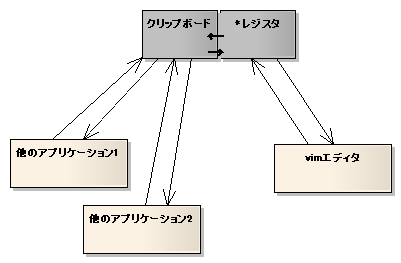 クリップボード
*レジスタ
他のアプリケーション1
vimエディタ
他のアプリケーション2